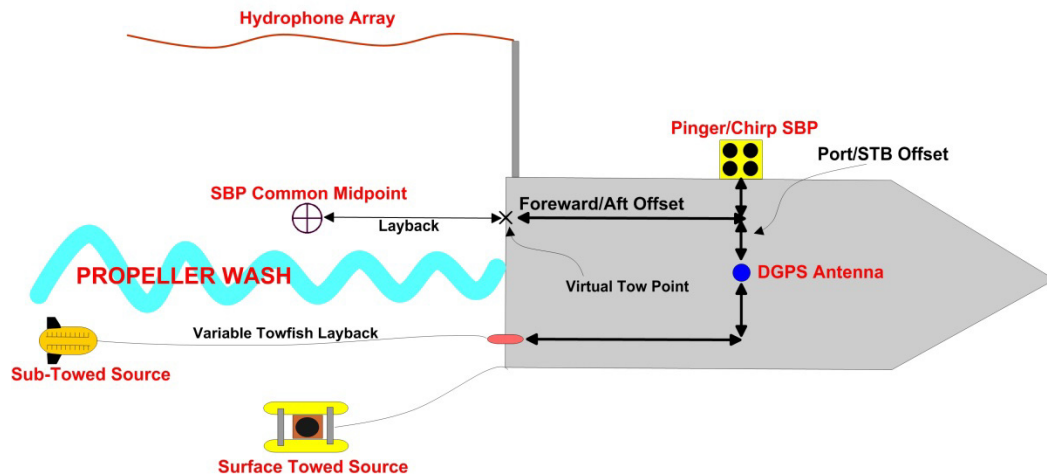 Hydrophone Array
Pinger/Chirp SBP
Port/STB Offset
SBP Common Midpoint
Foreward/Aft Offset
Layback
PROPELLER WASH
DGPS Antenna
Virtual Tow Point
Variable Towfish Layback
Sub-Towed Source
Surface Towed Source